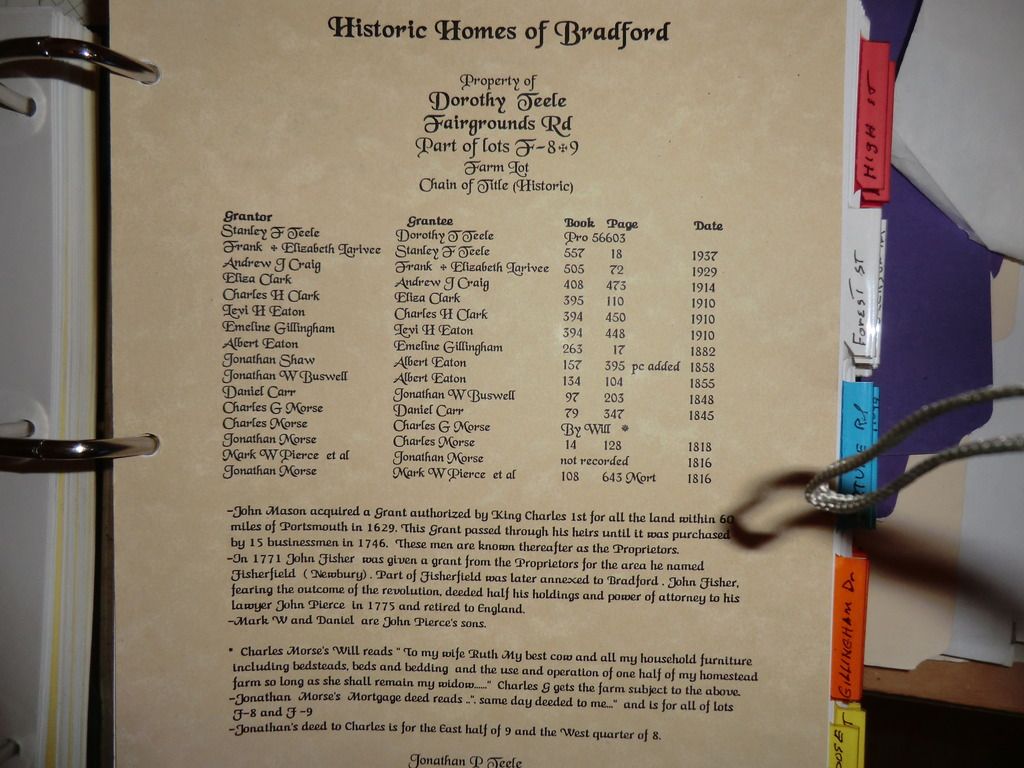 Historic Homes of Bradford
Property of
Dorothy Teele
Fairgrounds Rd
Part of lots F-8+9
Farm Lot
Chain of Title (Historic)
Grantor Grantee Book Page Date
Stanley F Teele Dorothy T Teele Pro 56603
Frank + Elizabeth Larivee Stanley F Teele 557 18 1937
Andrew J Craig Frank + Elizabeth Larivee 505 72 1929
Eliza Clark Andrew J Craig 408 473 1914
Charles H Clark Eliza Clark 395 110 1910
Levi H Eaton Charles H Clark 394 450 1910
Emeline Gillingham Levi H Eaton 394 448 1910
Albert Eaton Emeline Gillingham 263 17 1882
Jonathan Shaw Albert Eaton 157 395 pc added 1858
Jonathan W Buswell Albert Eaton 134 104 1855
Daniel Carr Jonathan W Buswell 97 203 1848
Charles G Morse Daniel Carr 79 347 1845
Charles Morse Charles G Morse By Will *
Jonathan Morse Charles Morse 14 128 1818
Mark W Pierce et al Jonathan Morse not recorded 1816
Jonathan Morse Mark W Pierce et al 108 643 Mort 1816
-John Mason acquired a Grant authorized by King Charles 1st for all the land within 60
miles of Portsmouth in 1629. This Grant passed through his heirs until it was purchased
by 15 businessmen in 1746. These men are known thereafter as the Proprietors.
-In 1771 John Fisher was given a grant from the Proprietors for the area he named
Fisherfield ( Newbury) . Part of Fisherfield was later annexed to Bradford . John Fisher,
fearing the outcome of the revolution, deeded half his holdings and power of attorney to his
lawyer John Pierce in 1775 and retired to England.
-Mark W and Daniel are John Pierce's sons.
* Charles Morse's Will reads " To my wife Ruth My best cow and all my household furniture
including bedsteads, beds and bedding and the use and operation of one half of my homestead
farm so long as she shall remain my widow......" Charles G gets the farm subject to the above.
-Jonathan Morse's Mortgage deed reads ..". same day deeded to me..." and is for all of lots
F-8 and F -9
-Jonathan's deed to Charles is for the East half of 9 and the West quarter of 8.
Jonathan P Teele
HIGH ST
FOREST ST
TURE Rd
GILLINGHAM Dr